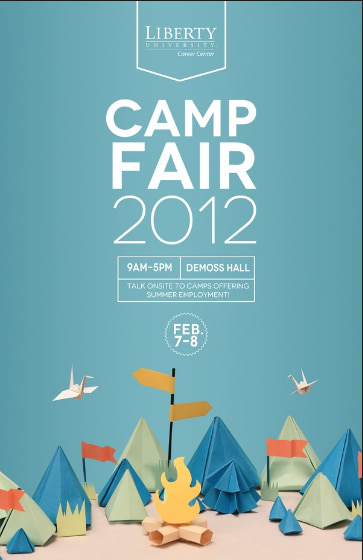 LIBERTY
UNIVERSITY
Career Center
CAMP
FAIR
2012
9AM-5PM
DEMOSS HALL
TALK ONSITE TO CAMPS OFFERING
SUMMER EMPLOYMENT!
FEB.
7-8